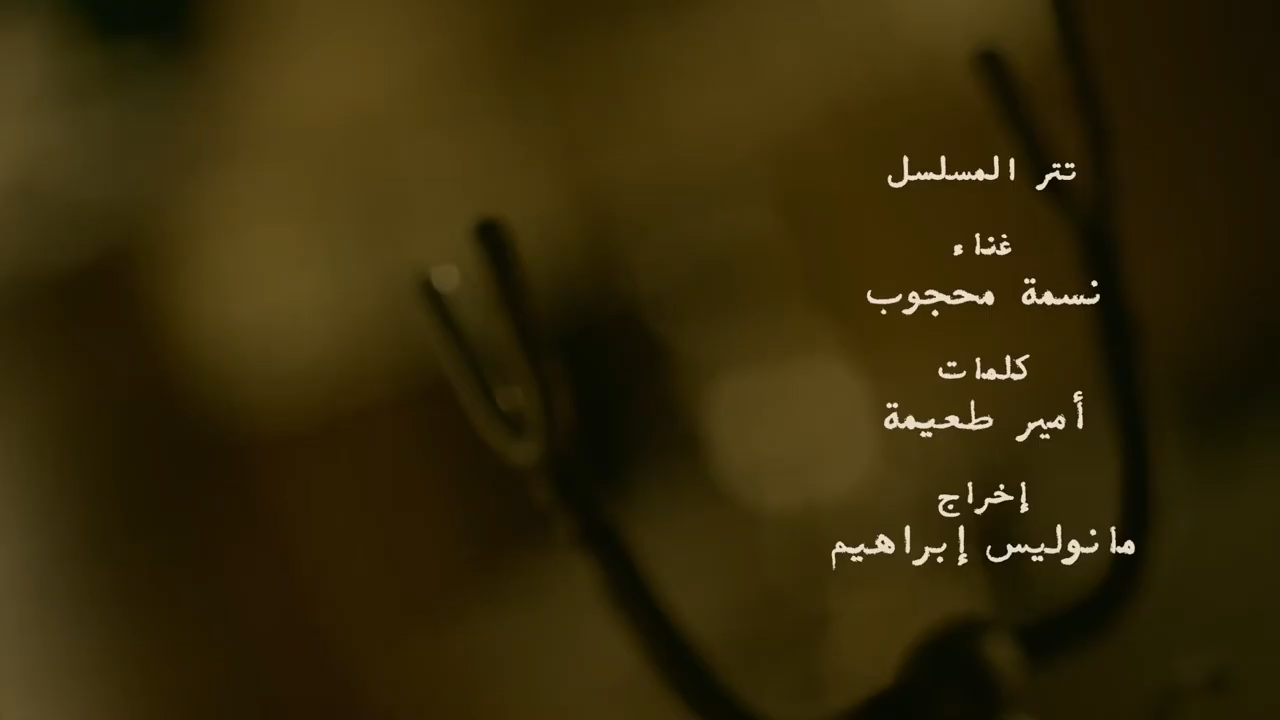 تتر المسلسل
غناء
نسمة محجوب
كلمات
أمير طعيمة
إخراج
مانوليس إبراهيم